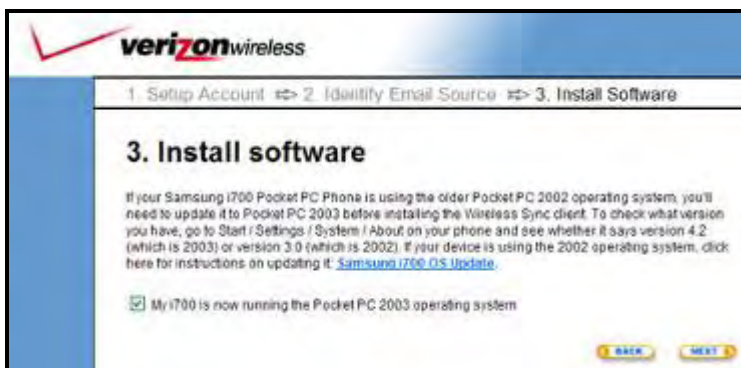 verizonwireless
1. Setup Account => 2. Identify Email Source => 3. Install Software
3. Install software
If your Samsung i700 Pocket PC Phone is using the older Pocket PC 2002 operating system, you'll
need to update it to Pocket PC 2003 before installing the Wireless Sync client. To check what version
you have, go to Start / Settings / System / About on your phone and see whether it says version 4.2
(which is 2003) or version 3.0 (which is 2002). If your device is using the 2002 operating system, click
here for instructions on updating it: Samsung i700 OS Update.
My i700 is now running the Pocket PC 2003 operating system
BACK NEXT